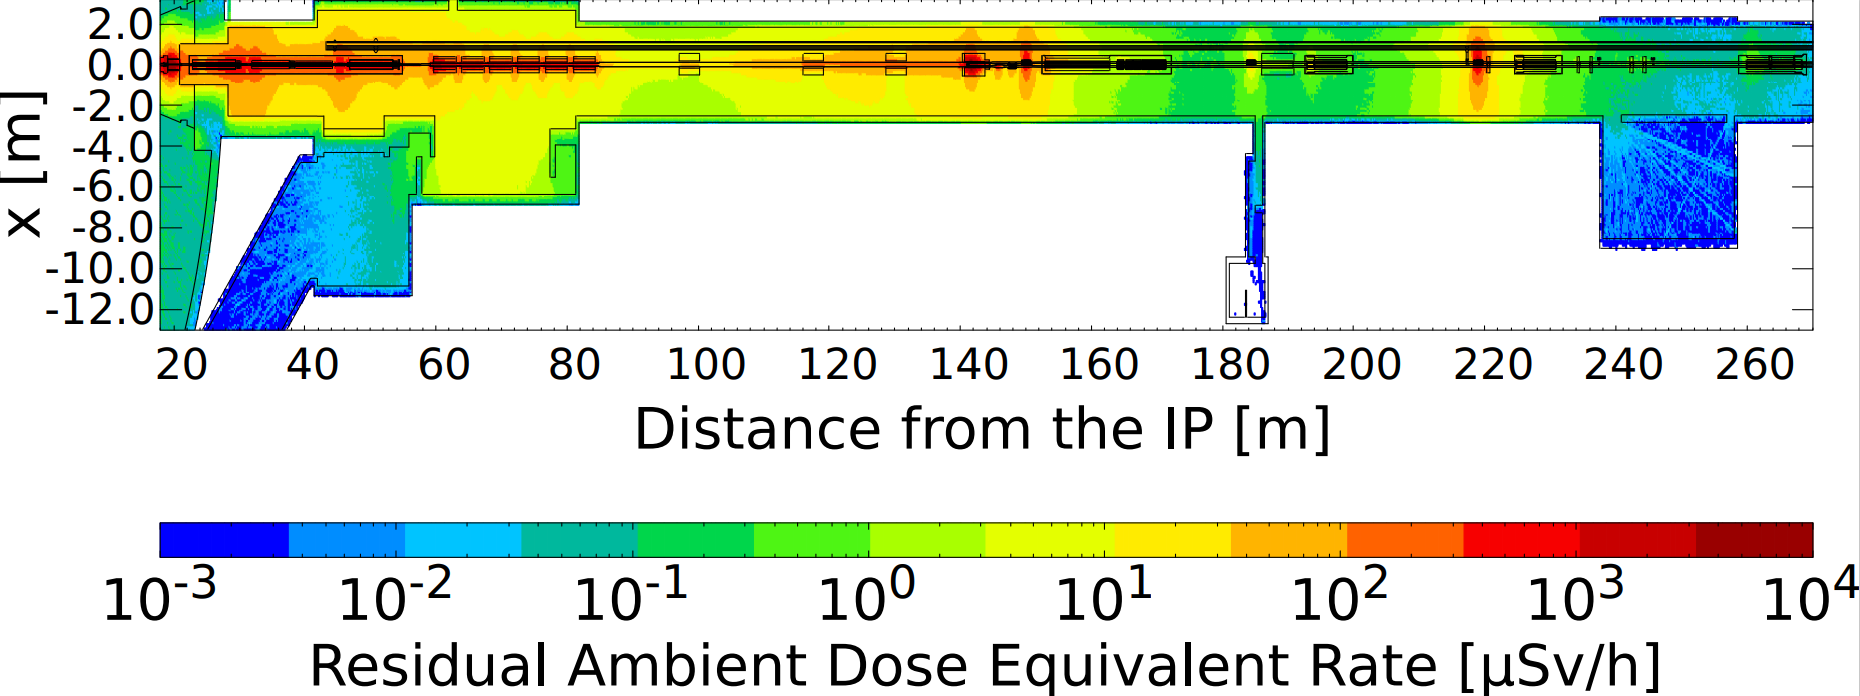 2.0
0.0
-2.0
-4.0
-6.0
-8.0
-10.0
-12.0
x [m]
20 40 60 80 100 120 140 160 180 200 220 240 260
Distance from the IP [m]
10⁻³ 10⁻² 10⁻¹ 10⁰ 10¹ 10² 10³ 10⁴
Residual Ambient Dose Equivalent Rate [µSv/h]